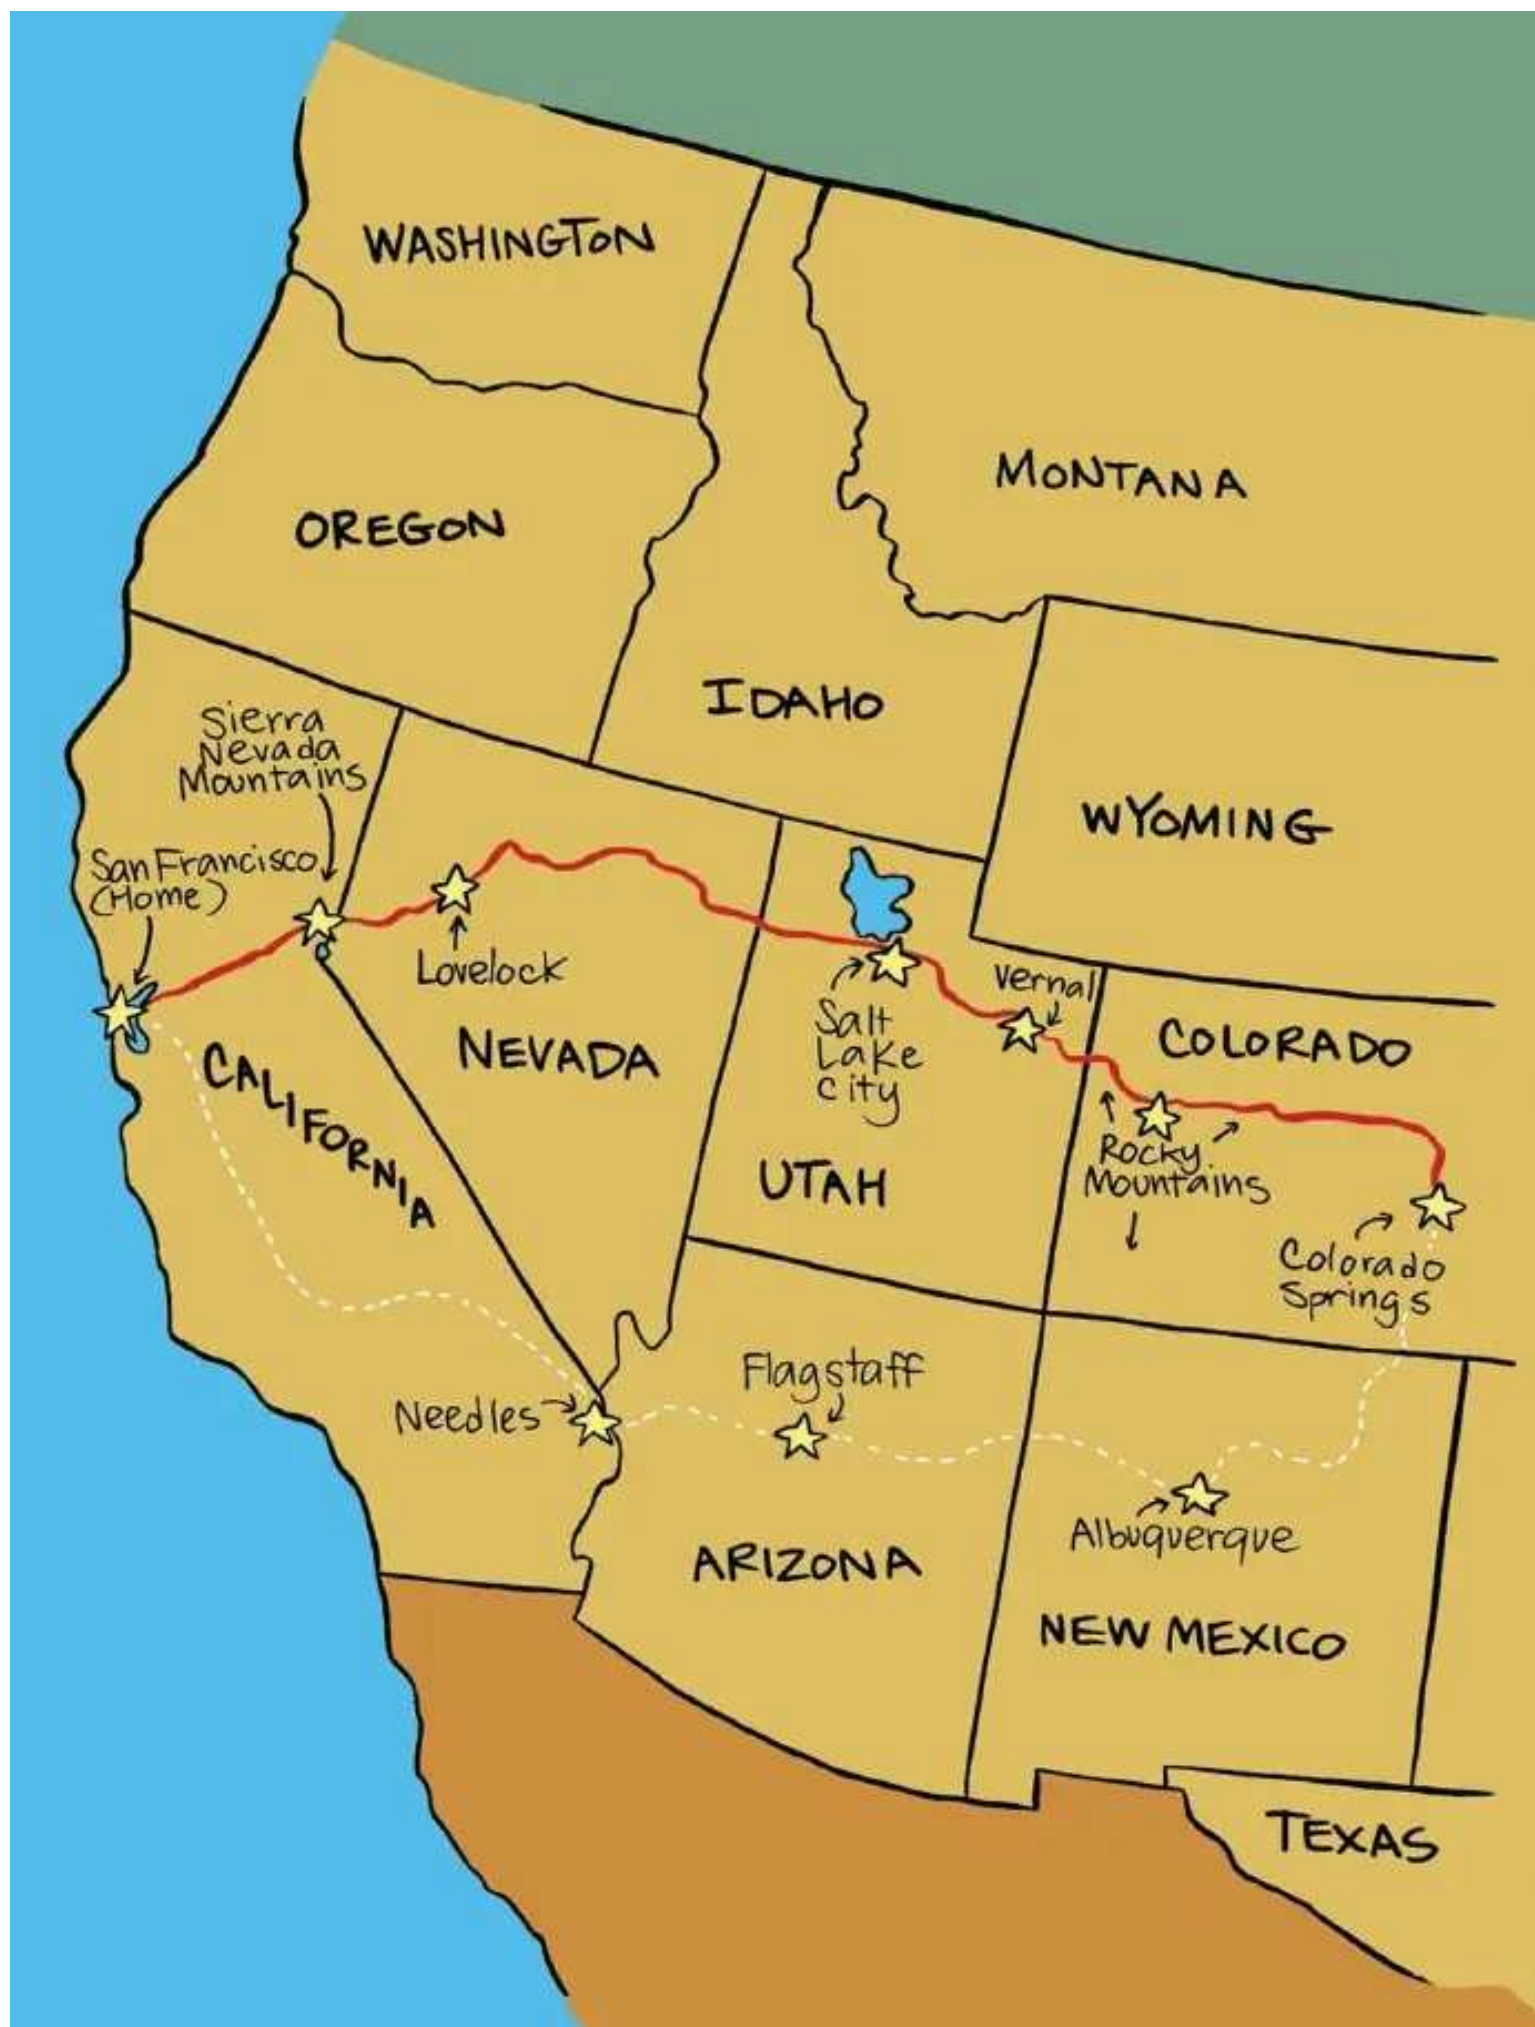 WASHINGTON
MONTANA
OREGON
IDAHO
Sierra
Nevada
Mountains
WYOMING
San Francisco
(Home)
Lovelock
Vernal
Salt
Lake
City
COLORADO
NEVADA
CALIFORNIA
Rocky
Mountains
UTAH
Colorado
Springs
Flagstaff
Needles
Albuquerque
ARIZONA
NEW MEXICO
TEXAS